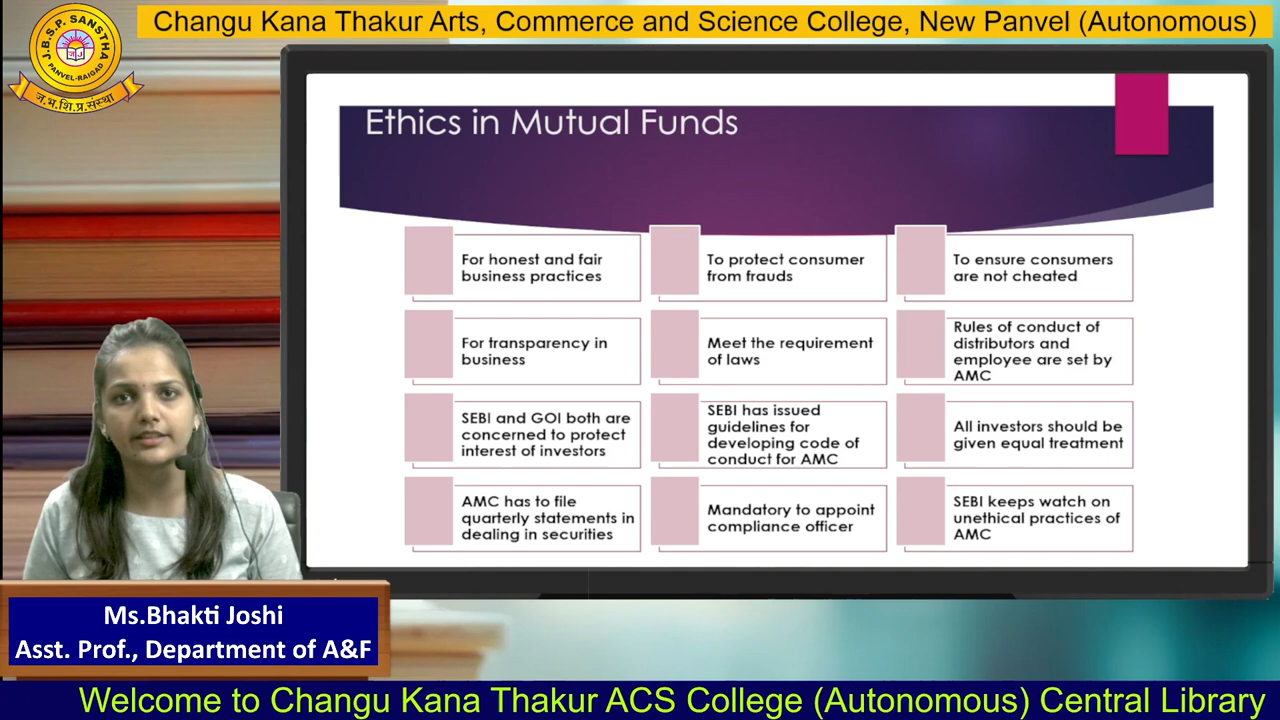 Changu Kana Thakur Arts, Commerce and Science College, New Panvel (Autonomous)
J.B.S.P. SANSTHA
PANVEL-RAIGAD
ज.भ.शि.प्र.संस्था
Ethics in Mutual Funds
For honest and fair
business practices
To protect consumer
from frauds
To ensure consumers
are not cheated
For transparency in
business
Meet the requirement
of laws
Rules of conduct of
distributors and
employee are set by
AMC
SEBI and GOI both are
concerned to protect
interest of investors
SEBI has issued
guidelines for
developing code of
conduct for AMC
All investors should be
given equal treatment
AMC has to file
quarterly statements in
dealing in securities
Mandatory to appoint
compliance officer
SEBI keeps watch on
unethical practices of
AMC
Ms.Bhakti Joshi
Asst. Prof., Department of A&F
Welcome to Changu Kana Thakur ACS College (Autonomous) Central Library